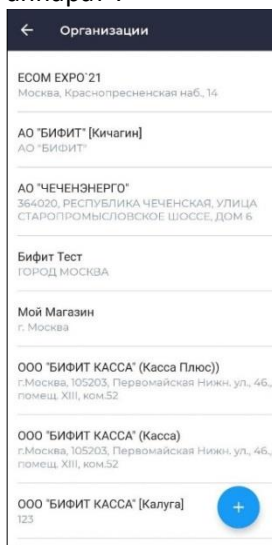 ← Организации
ECOM EXPO`21
Москва, Краснопресненская наб., 14
АО "БИФИТ" [Кичагин]
АО "БИФИТ"
АО "ЧЕЧЕНЭНЕРГО"
364020, РЕСПУБЛИКА ЧЕЧЕНСКАЯ, УЛИЦА
СТАРОПРОМЫСЛОВСКОЕ ШОССЕ, ДОМ 6
Бифит Тест
ГОРОД МОСКВА
Мой Магазин
г. Москва
ООО "БИФИТ КАССА" (Касса Плюс))
г.Москва, 105203, Первомайская Нижн. ул., 46.,
помещ. XIII, ком.52
ООО "БИФИТ КАССА" (Касса)
г.Москва, 105203, Первомайская Нижн. ул., 46.,
помещ. XIII, ком.52
ООО "БИФИТ КАССА" [Калуга]
123
+